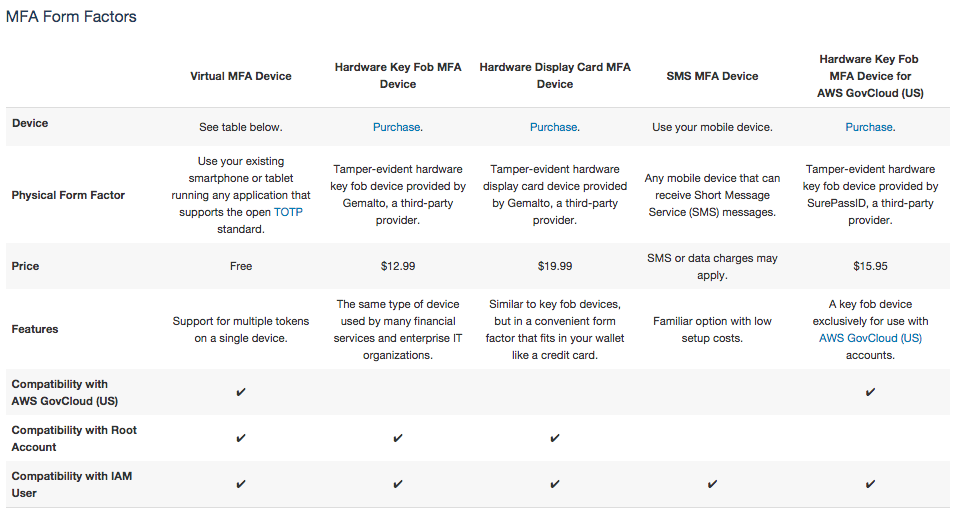 MFA Form Factors
Virtual MFA Device
Hardware Key Fob MFA
Device
Hardware Display Card MFA
Device
SMS MFA Device
Hardware Key Fob
MFA Device for
AWS GovCloud (US)
Device
See table below.
Purchase.
Purchase.
Use your mobile device.
Purchase.
Physical Form Factor
Use your existing
smartphone or tablet
running any application that
supports the open TOTP
standard.
Tamper-evident hardware
key fob device provided by
Gemalto, a third-party
provider.
Tamper-evident hardware
display card device provided
by Gemalto, a third-party
provider.
Any mobile device that can
receive Short Message
Service (SMS) messages.
Tamper-evident hardware
key fob device provided by
SurePassID, a third-party
provider.
Price
Free
$12.99
$19.99
SMS or data charges may
apply.
$15.95
Features
Support for multiple tokens
on a single device.
The same type of device
used by many financial
services and enterprise IT
organizations.
Similar to key fob devices,
but in a convenient form
factor that fits in your wallet
like a credit card.
Familiar option with low
setup costs.
A key fob device
exclusively for use with
AWS GovCloud (US)
accounts.
Compatibility with
AWS GovCloud (US)
✔
✔
Compatibility with Root
Account
✔
✔
✔
Compatibility with IAM
User
✔
✔
✔
✔
✔